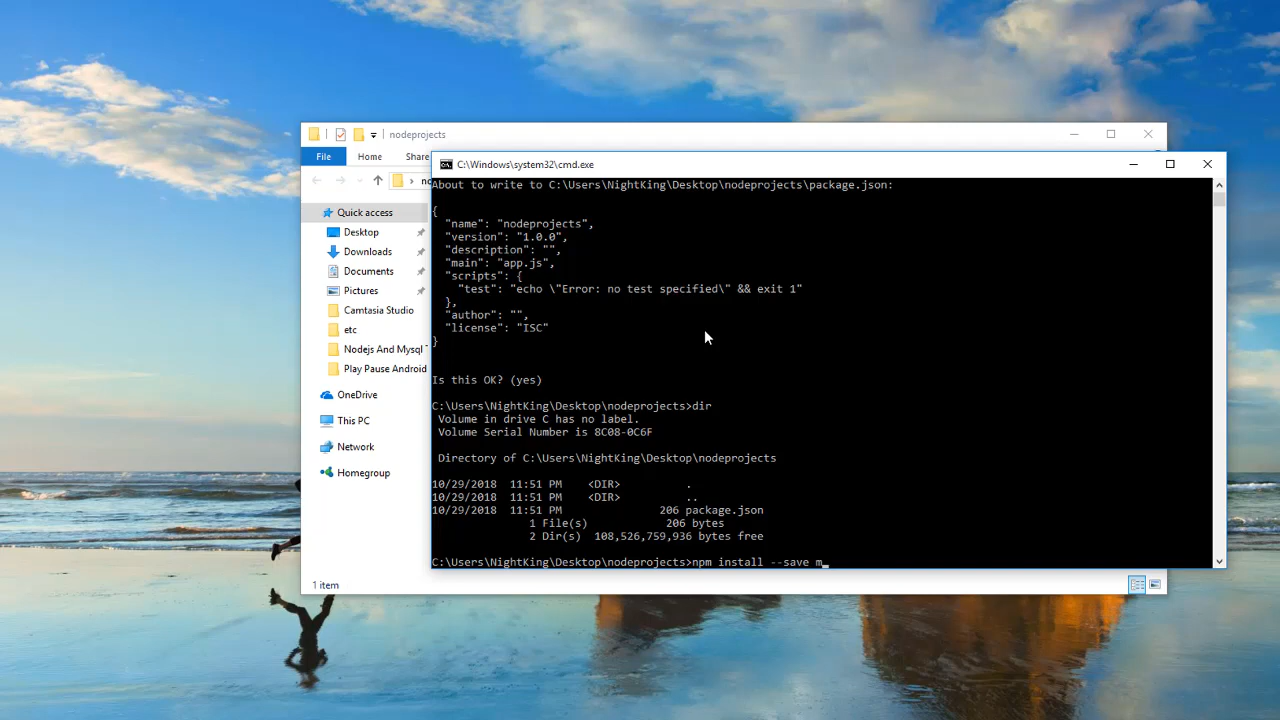 nodeprojects
File Home Share
Quick access
Desktop
Downloads
Documents
Pictures
Camtasia Studio
etc
Nodejs And Mysql
Play Pause Android
OneDrive
This PC
Network
Homegroup
1 item
C:\Windows\system32\cmd.exe
About to write to C:\Users\NightKing\Desktop\nodeprojects\package.json:
{
"name": "nodeprojects",
"version": "1.0.0",
"description": "",
"main": "app.js",
"scripts": {
"test": "echo \"Error: no test specified\" && exit 1"
},
"author": "",
"license": "ISC"
}
Is this OK? (yes)
C:\Users\NightKing\Desktop\nodeprojects>dir
Volume in drive C has no label.
Volume Serial Number is 8C08-0C6F
Directory of C:\Users\NightKing\Desktop\nodeprojects
10/29/2018 11:51 PM <DIR> .
10/29/2018 11:51 PM <DIR> ..
10/29/2018 11:51 PM 206 package.json
1 File(s) 206 bytes
2 Dir(s) 108,526,759,936 bytes free
C:\Users\NightKing\Desktop\nodeprojects>npm install --save m